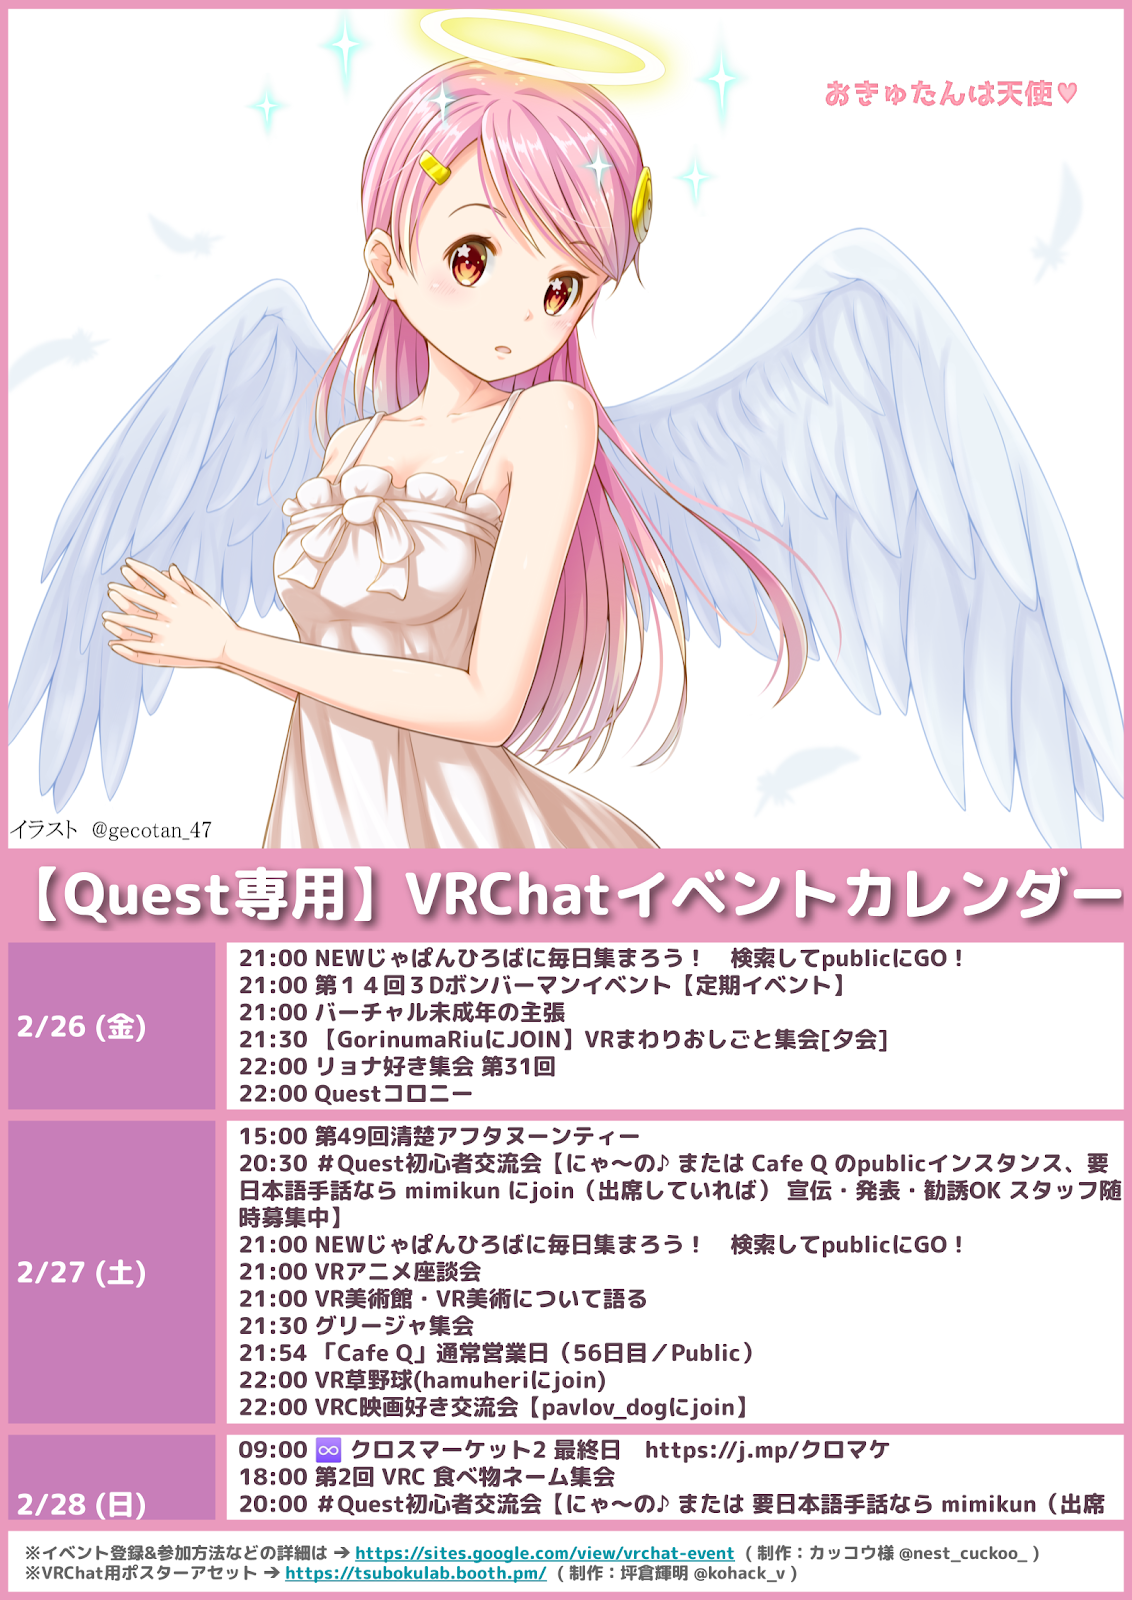 おきゅたんは天使♥
イラスト @gecotan_47
【Quest専用】VRChatイベントカレンダー
2/26 (金)
21:00 NEWじゃぱんひろばに毎日集まろう！　検索してpublicにGO！
21:00 第１４回３Dボンバーマンイベント【定期イベント】
21:00 バーチャル未成年の主張
21:30 【GorinumaRiuにJOIN】VRまわりおしごと集会[夕会]
22:00 リョナ好き集会 第31回
22:00 Questコロニー
2/27 (土)
15:00 第49回清楚アフタヌーンティー
20:30 ＃Quest初心者交流会【にゃ～の♪ または Cafe Q のpublicインスタンス、要
日本語手話なら mimikun にjoin（出席していれば） 宣伝・発表・勧誘OK スタッフ随
時募集中】
21:00 NEWじゃぱんひろばに毎日集まろう！　検索してpublicにGO！
21:00 VRアニメ座談会
21:00 VR美術館・VR美術について語る
21:30 グリージャ集会
21:54 「Cafe Q」通常営業日（56日目／Public）
22:00 VR草野球(hamuheriにjoin)
22:00 VRC映画好き交流会【pavlov_dogにjoin】
2/28 (日)
09:00 ♾ クロスマーケット2 最終日　https://j.mp/クロマケ
18:00 第2回 VRC 食べ物ネーム集会
20:00 ＃Quest初心者交流会【にゃ～の♪ または 要日本語手話なら mimikun（出席
※イベント登録&参加方法などの詳細は → https://sites.google.com/view/vrchat-event ( 制作：カッコウ様 @nest_cuckoo_ )
※VRChat用ポスターアセット → https://tsubokulab.booth.pm/ ( 制作：坪倉輝明 @kohack_v )